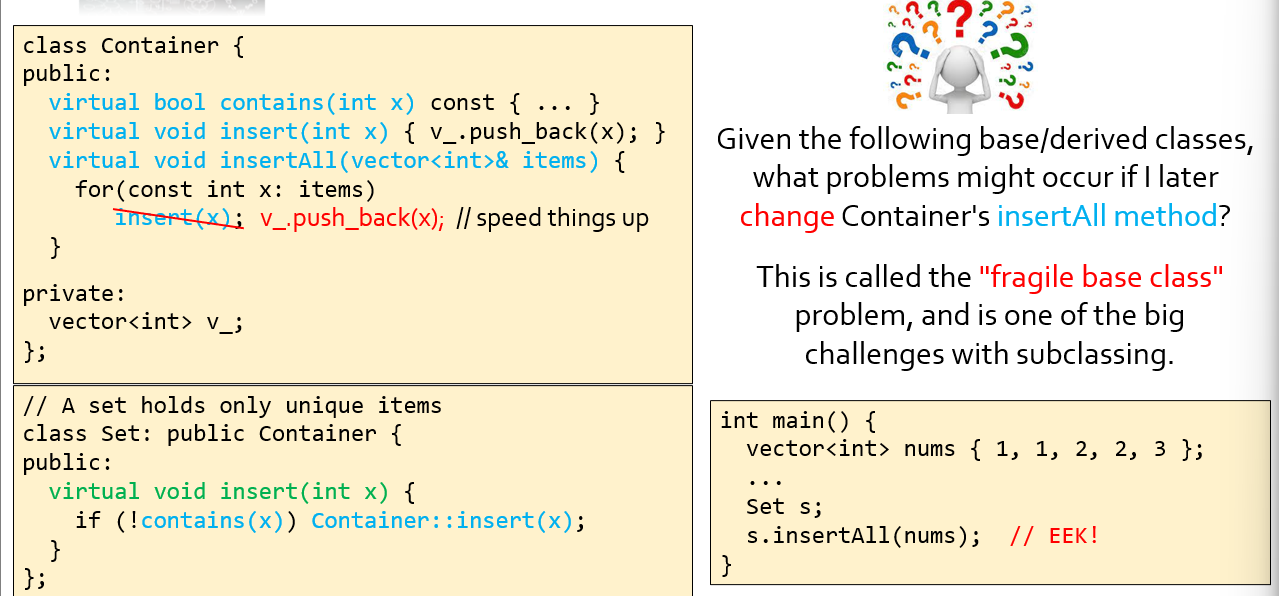 class Container {
public:
  virtual bool contains(int x) const { ... }
  virtual void insert(int x) { v_.push_back(x); }
  virtual void insertAll(vector<int>& items) {
    for(const int x: items)
       insert(x); v_.push_back(x); // speed things up
  }
private:
  vector<int> v_;
};
// A set holds only unique items
class Set: public Container {
public:
  virtual void insert(int x) {
    if (!contains(x)) Container::insert(x);
  }
};
? ? ? ? ? ? ? ? ? ? ? ? ? ? ? ? ? ? ?
Given the following base/derived classes,
what problems might occur if I later
change Container's insertAll method?
This is called the "fragile base class"
problem, and is one of the big
challenges with subclassing.
int main() {
  vector<int> nums { 1, 1, 2, 2, 3 };
  ...
  Set s;
  s.insertAll(nums);  // EEK!
}